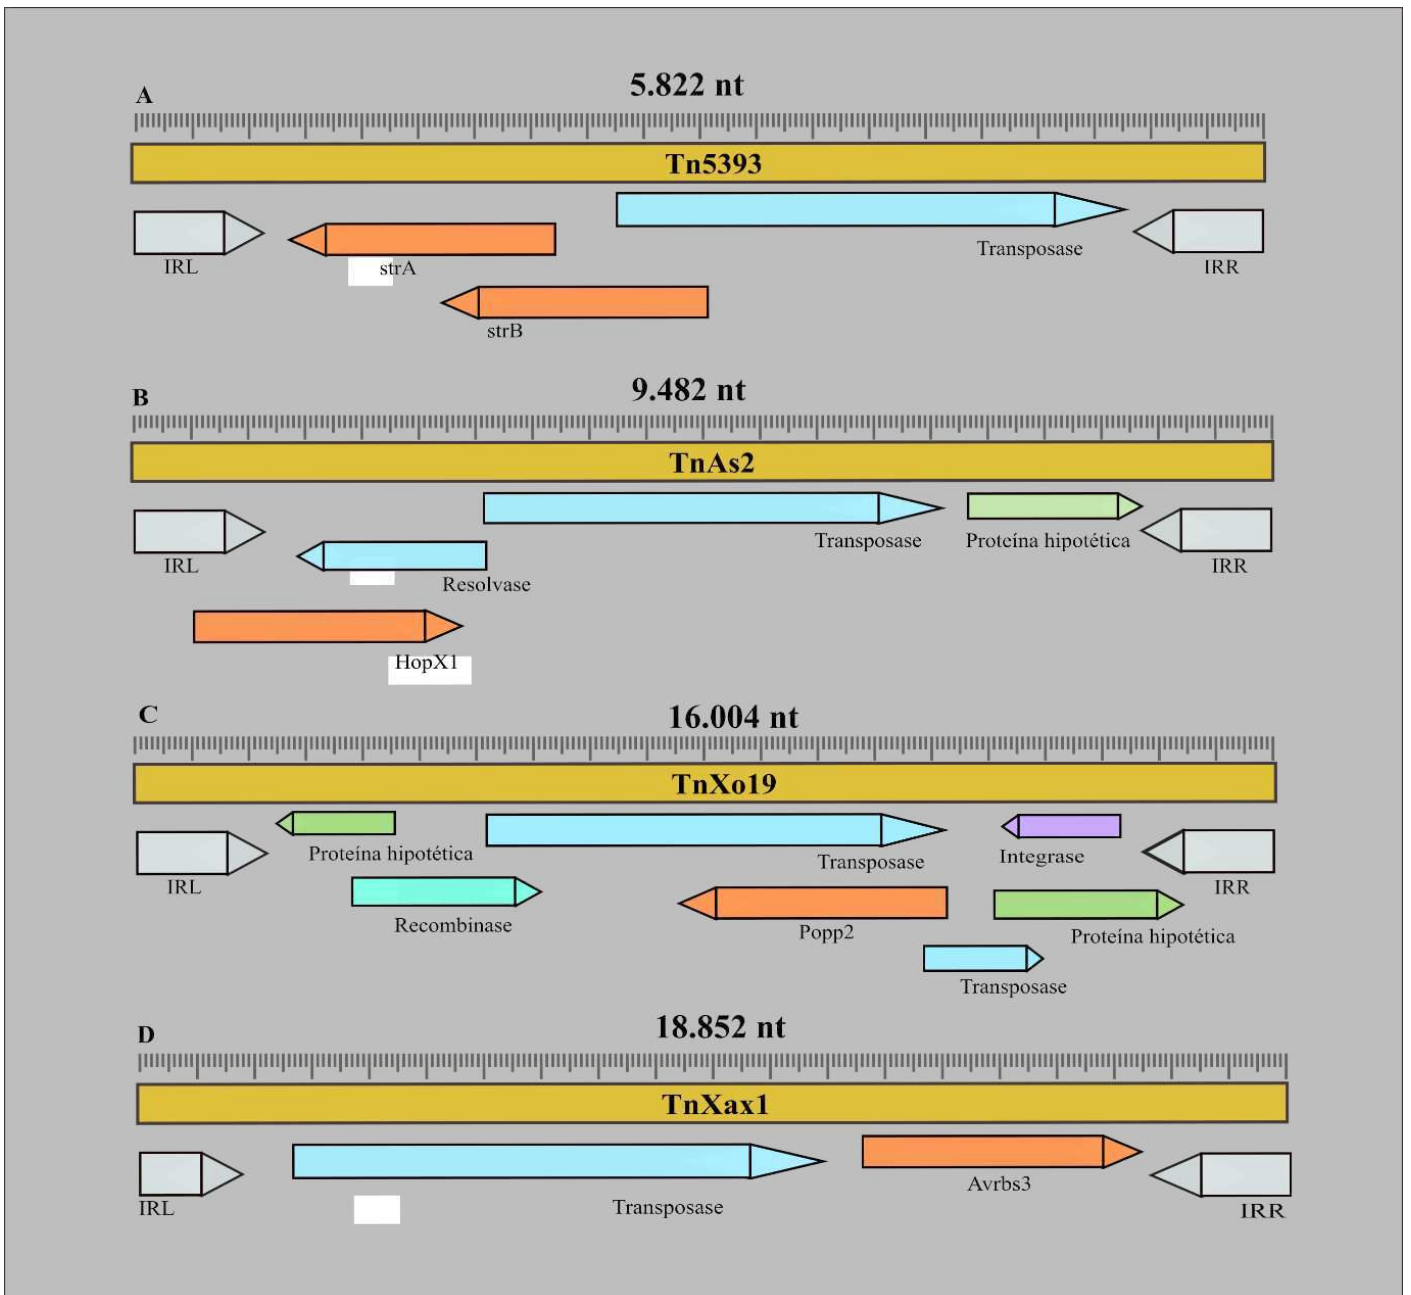 A
5.822 nt
Tn5393
IRL
strA
Transposase
IRR
strB
B
9.482 nt
TnAs2
IRL
Resolvase
Transposase
Proteína hipotética
IRR
HopX1
C
16.004 nt
TnXo19
IRL
Proteína hipotética
Transposase
Integrase
IRR
Recombinase
Popp2
Proteína hipotética
Transposase
D
18.852 nt
TnXax1
IRL
Transposase
Avrbs3
IRR